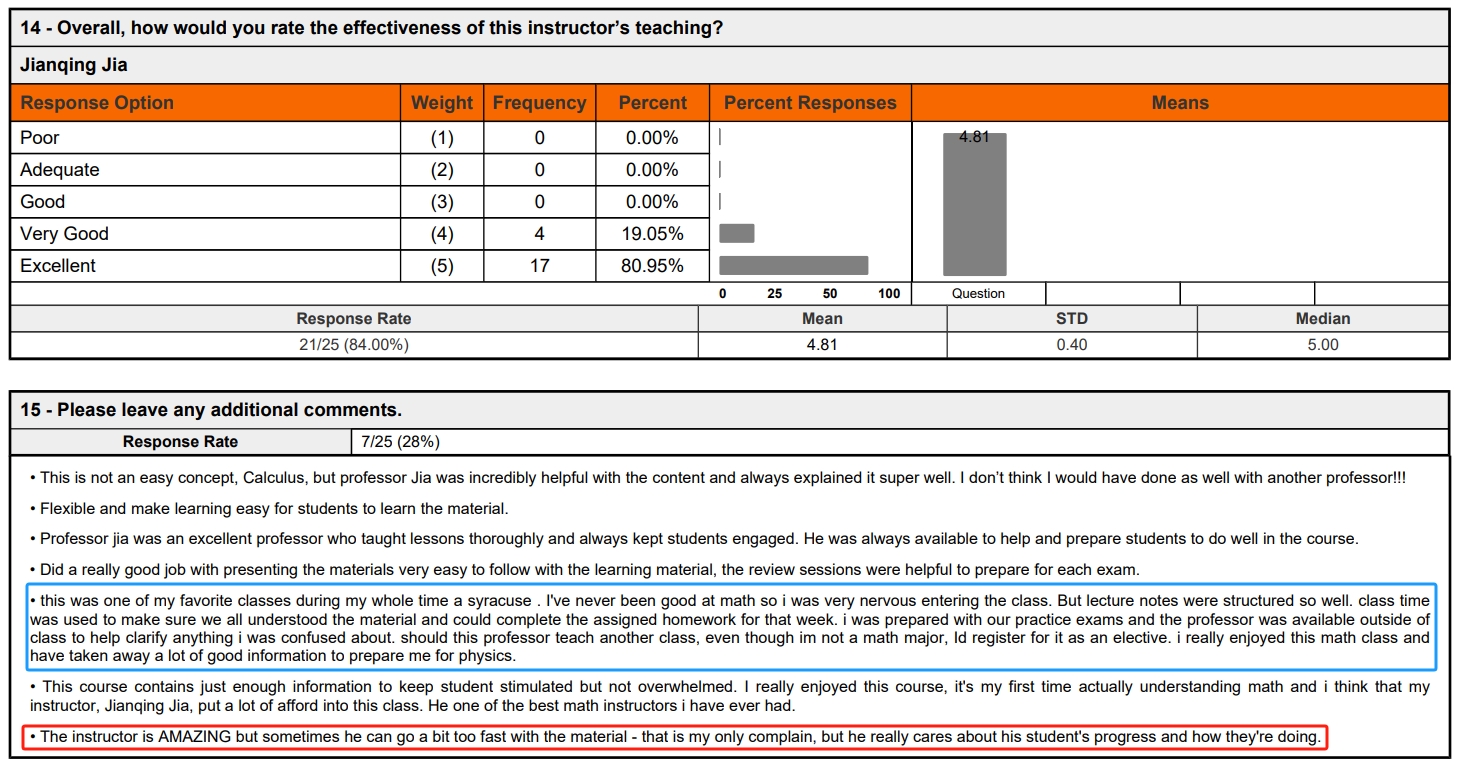 14 - Overall, how would you rate the effectiveness of this instructor's teaching?
Jianqing Jia
Response Option Weight Frequency Percent Percent Responses Means
Poor (1) 0 0.00% 4.81
Adequate (2) 0 0.00%
Good (3) 0 0.00%
Very Good (4) 4 19.05%
Excellent (5) 17 80.95%
0 25 50 100 Question
Response Rate Mean STD Median
21/25 (84.00%) 4.81 0.40 5.00
15 - Please leave any additional comments.
Response Rate 7/25 (28%)
• This is not an easy concept, Calculus, but professor Jia was incredibly helpful with the content and always explained it super well. I don't think I would have done as well with another professor!!!
• Flexible and make learning easy for students to learn the material.
• Professor jia was an excellent professor who taught lessons thoroughly and always kept students engaged. He was always available to help and prepare students to do well in the course.
• Did a really good job with presenting the materials very easy to follow with the learning material, the review sessions were helpful to prepare for each exam.
• this was one of my favorite classes during my whole time a syracuse . I've never been good at math so i was very nervous entering the class. But lecture notes were structured so well. class time
was used to make sure we all understood the material and could complete the assigned homework for that week. i was prepared with our practice exams and the professor was available outside of
class to help clarify anything i was confused about. should this professor teach another class, even though im not a math major, Id register for it as an elective. i really enjoyed this math class and
have taken away a lot of good information to prepare me for physics.
• This course contains just enough information to keep student stimulated but not overwhelmed. I really enjoyed this course, it's my first time actually understanding math and i think that my
instructor, Jianqing Jia, put a lot of afford into this class. He one of the best math instructors i have ever had.
• The instructor is AMAZING but sometimes he can go a bit too fast with the material - that is my only complain, but he really cares about his student's progress and how they're doing.